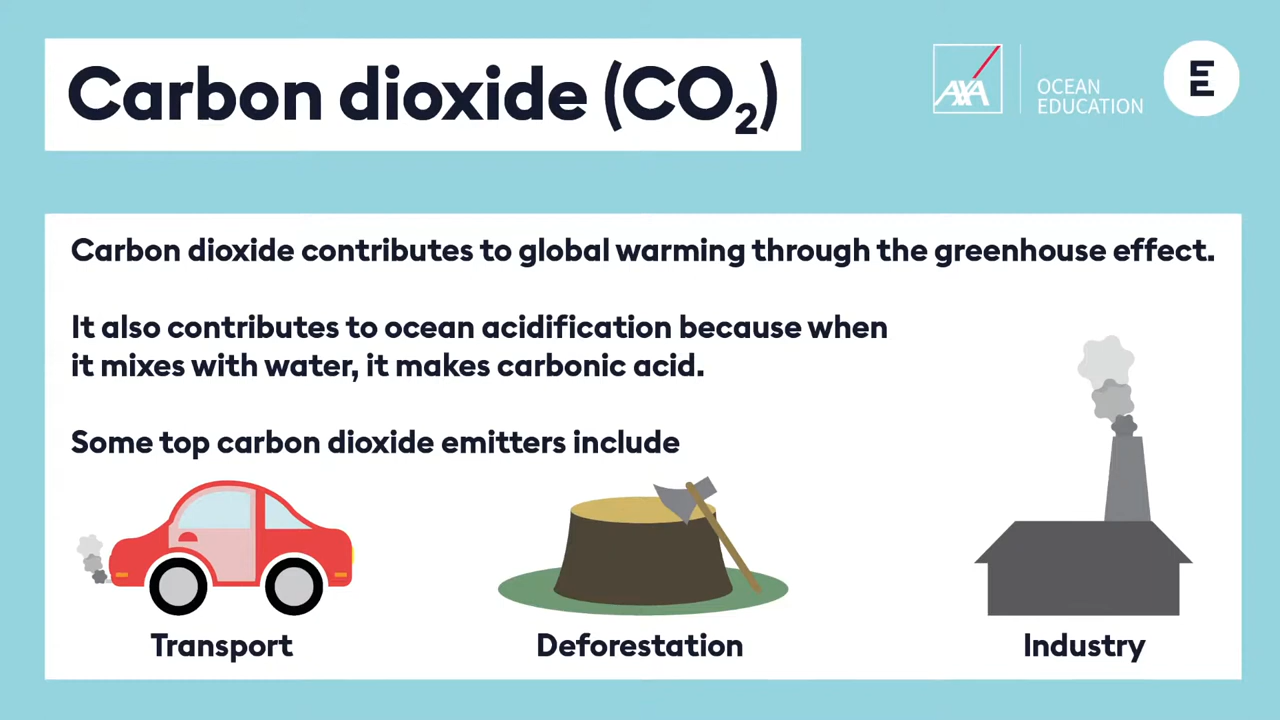 Carbon dioxide (CO₂)
AXA
OCEAN
EDUCATION
E
Carbon dioxide contributes to global warming through the greenhouse effect.
It also contributes to ocean acidification because when
it mixes with water, it makes carbonic acid.
Some top carbon dioxide emitters include
Transport
Deforestation
Industry